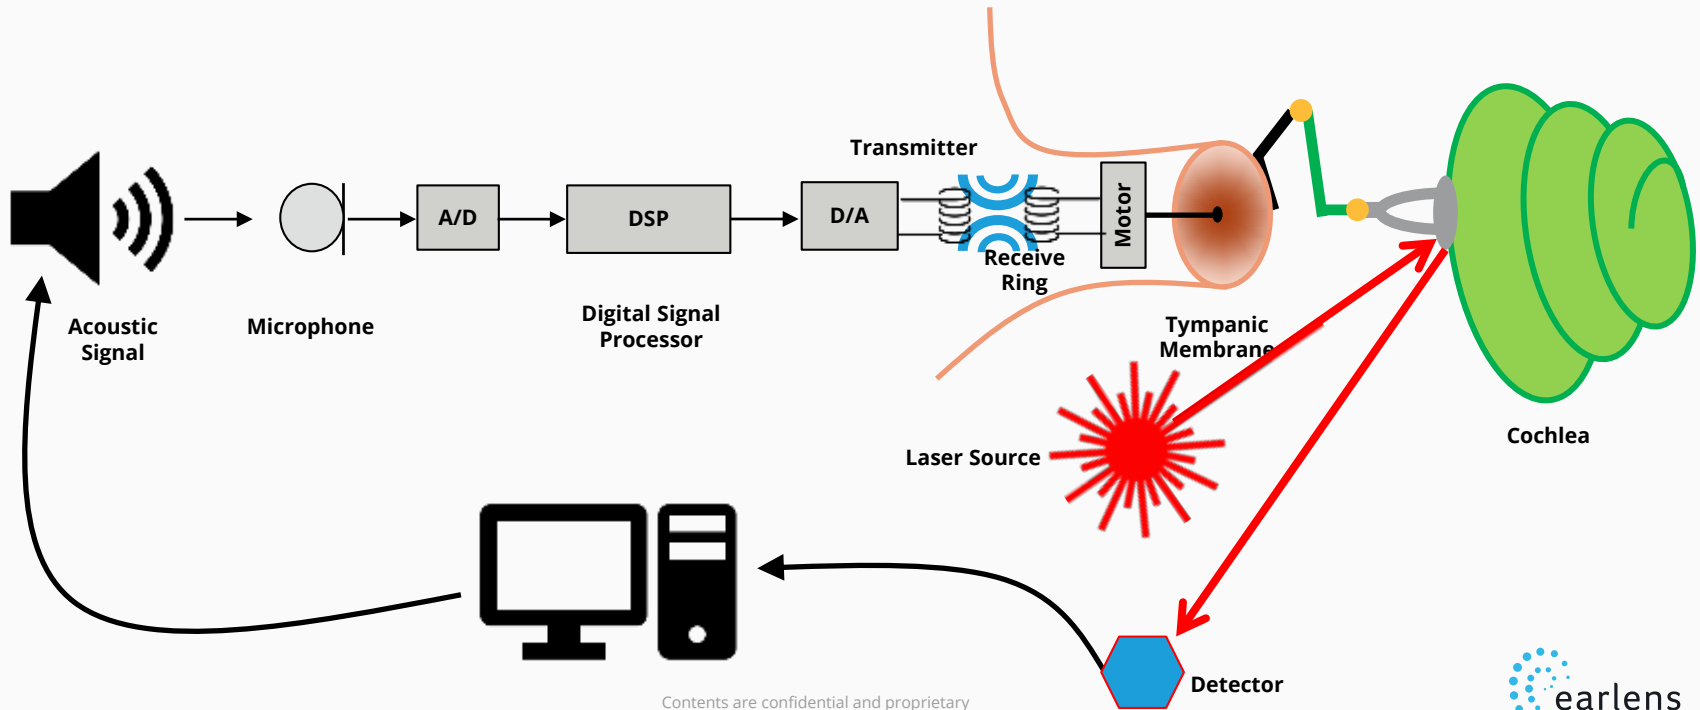 Transmitter
A/D
DSP
D/A
Motor
Receive
Ring
Acoustic
Signal
Microphone
Digital Signal
Processor
Tympanic
Membrane
Cochlea
Laser Source
Detector
Contents are confidential and proprietary
earlens